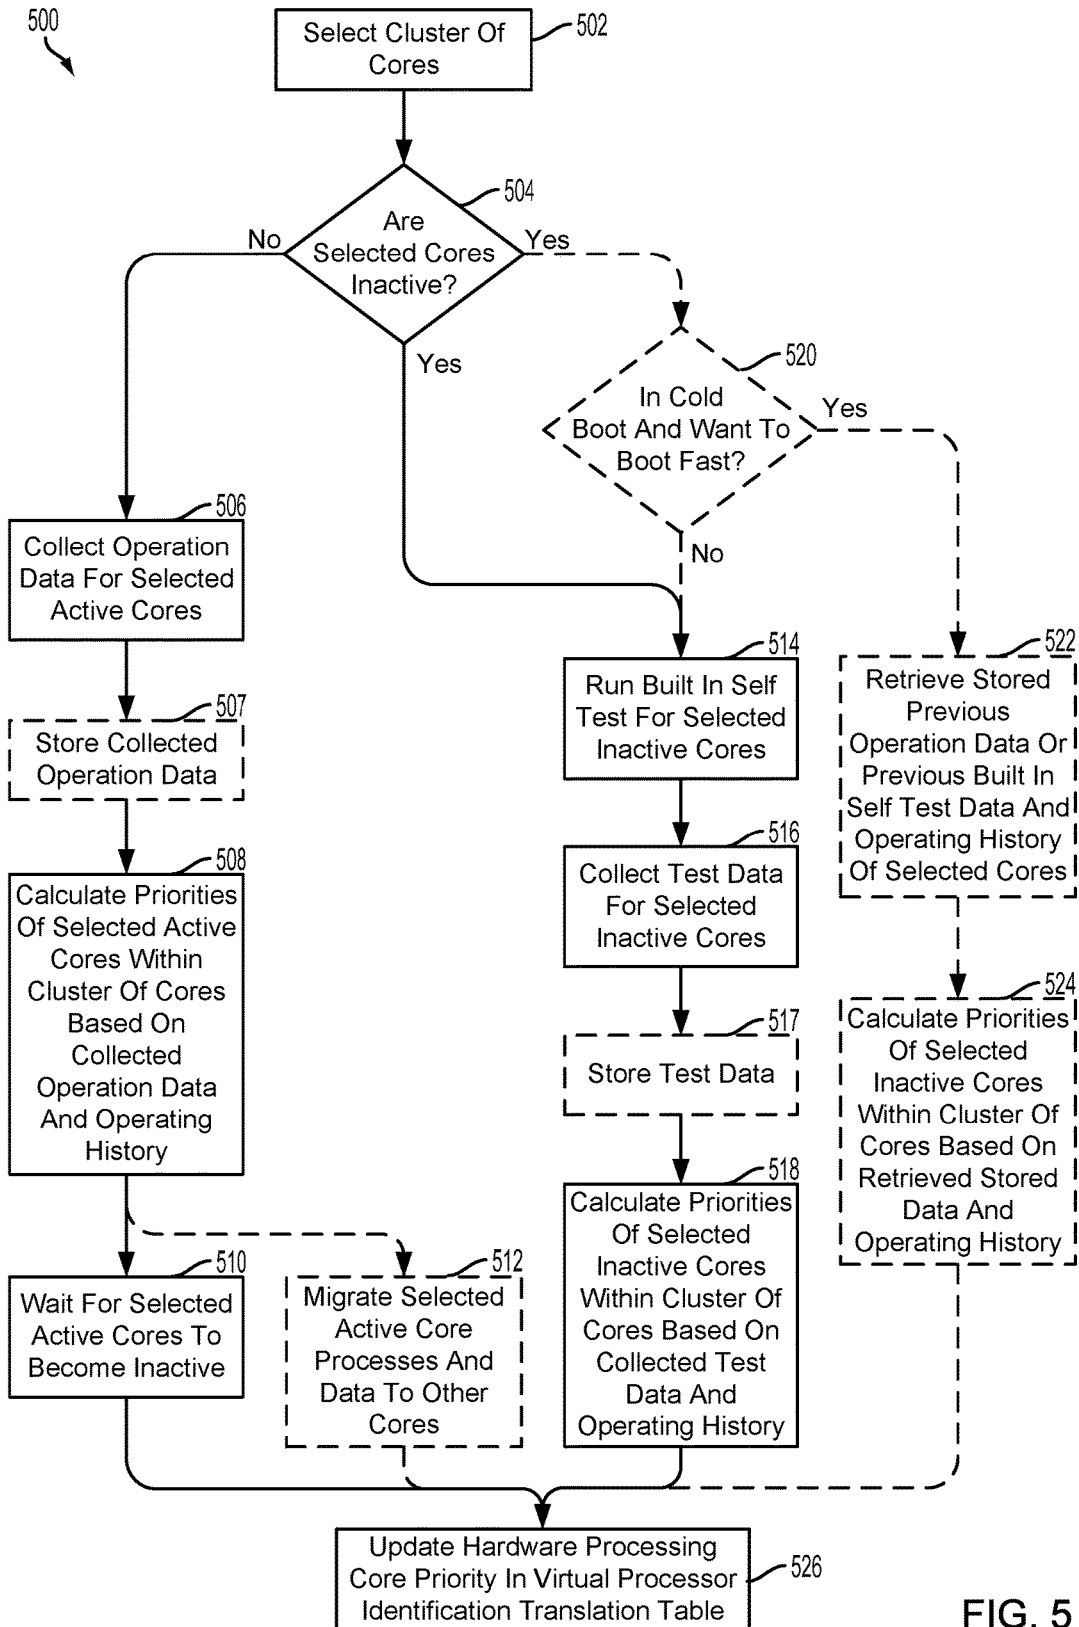 500
502
Select Cluster Of
Cores
504
Are
Selected Cores
Inactive?
No
Yes
Yes
520
In Cold
Boot And Want To
Boot Fast?
Yes
No
506
Collect Operation
Data For Selected
Active Cores
507
Store Collected
Operation Data
508
Calculate Priorities
Of Selected Active
Cores Within
Cluster Of Cores
Based On
Collected
Operation Data
And Operating
History
510
Wait For Selected
Active Cores To
Become Inactive
512
Migrate Selected
Active Core
Processes And
Data To Other
Cores
514
Run Built In Self
Test For Selected
Inactive Cores
516
Collect Test Data
For Selected
Inactive Cores
517
Store Test Data
518
Calculate Priorities
Of Selected
Inactive Cores
Within Cluster Of
Cores Based On
Collected Test
Data And
Operating History
522
Retrieve Stored
Previous
Operation Data Or
Previous Built In
Self Test Data And
Operating History
Of Selected Cores
524
Calculate Priorities
Of Selected
Inactive Cores
Within Cluster Of
Cores Based On
Retrieved Stored
Data And
Operating History
526
Update Hardware Processing
Core Priority In Virtual Processor
Identification Translation Table
FIG. 5